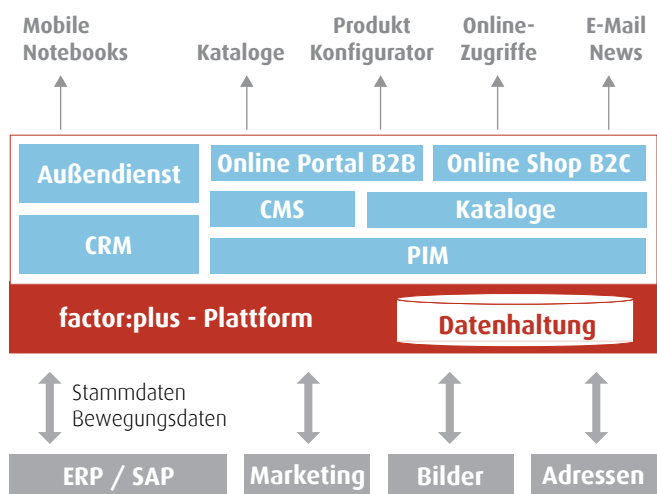 Mobile
Notebooks
Kataloge
Produkt
Konfigurator
Online-
Zugriffe
E-Mail
News
Außendienst
Online Portal B2B
Online Shop B2C
CMS
Kataloge
CRM
PIM
factor:plus - Plattform
Datenhaltung
Stammdaten
Bewegungsdaten
ERP / SAP
Marketing
Bilder
Adressen